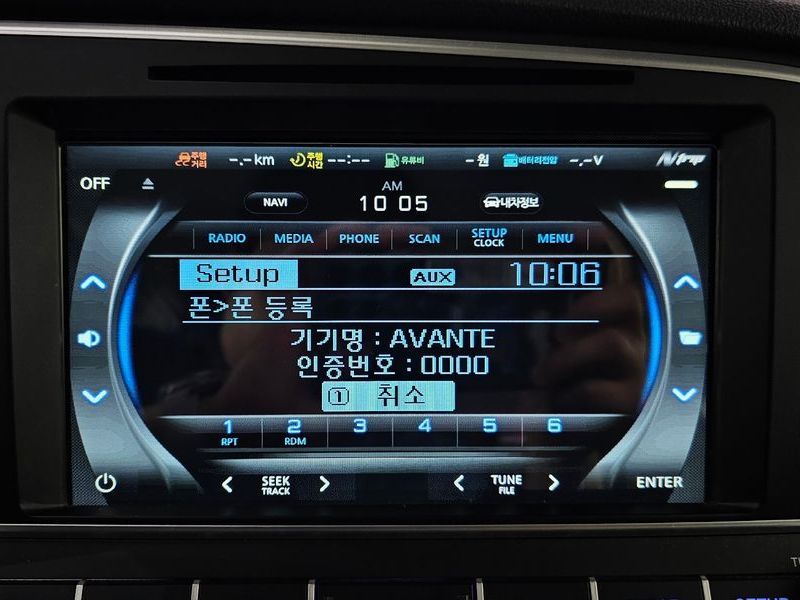 주행거리 -.-km 주행시간 --:-- 유류비 -원 배터리전압 -.-V N trip
OFF AM
NAVI 10 05 내차정보
RADIO MEDIA PHONE SCAN SETUP CLOCK MENU
Setup AUX 10:06
폰>폰 등록
기기명 : AVANTE
인증번호 : 0000
① 취소
1 RPT 2 RDM 3 4 5 6
< SEEK TRACK > < TUNE FILE > ENTER